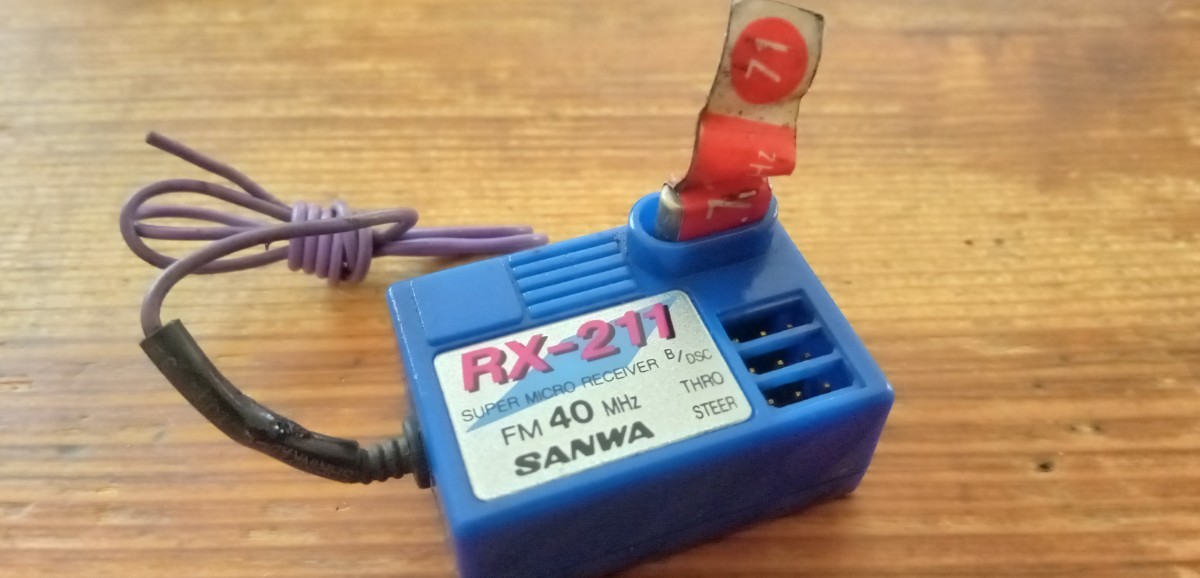 71
RX-211
SUPER MICRO RECEIVER
FM 40 MHz
SANWA
B/DSC
THRO
STEER